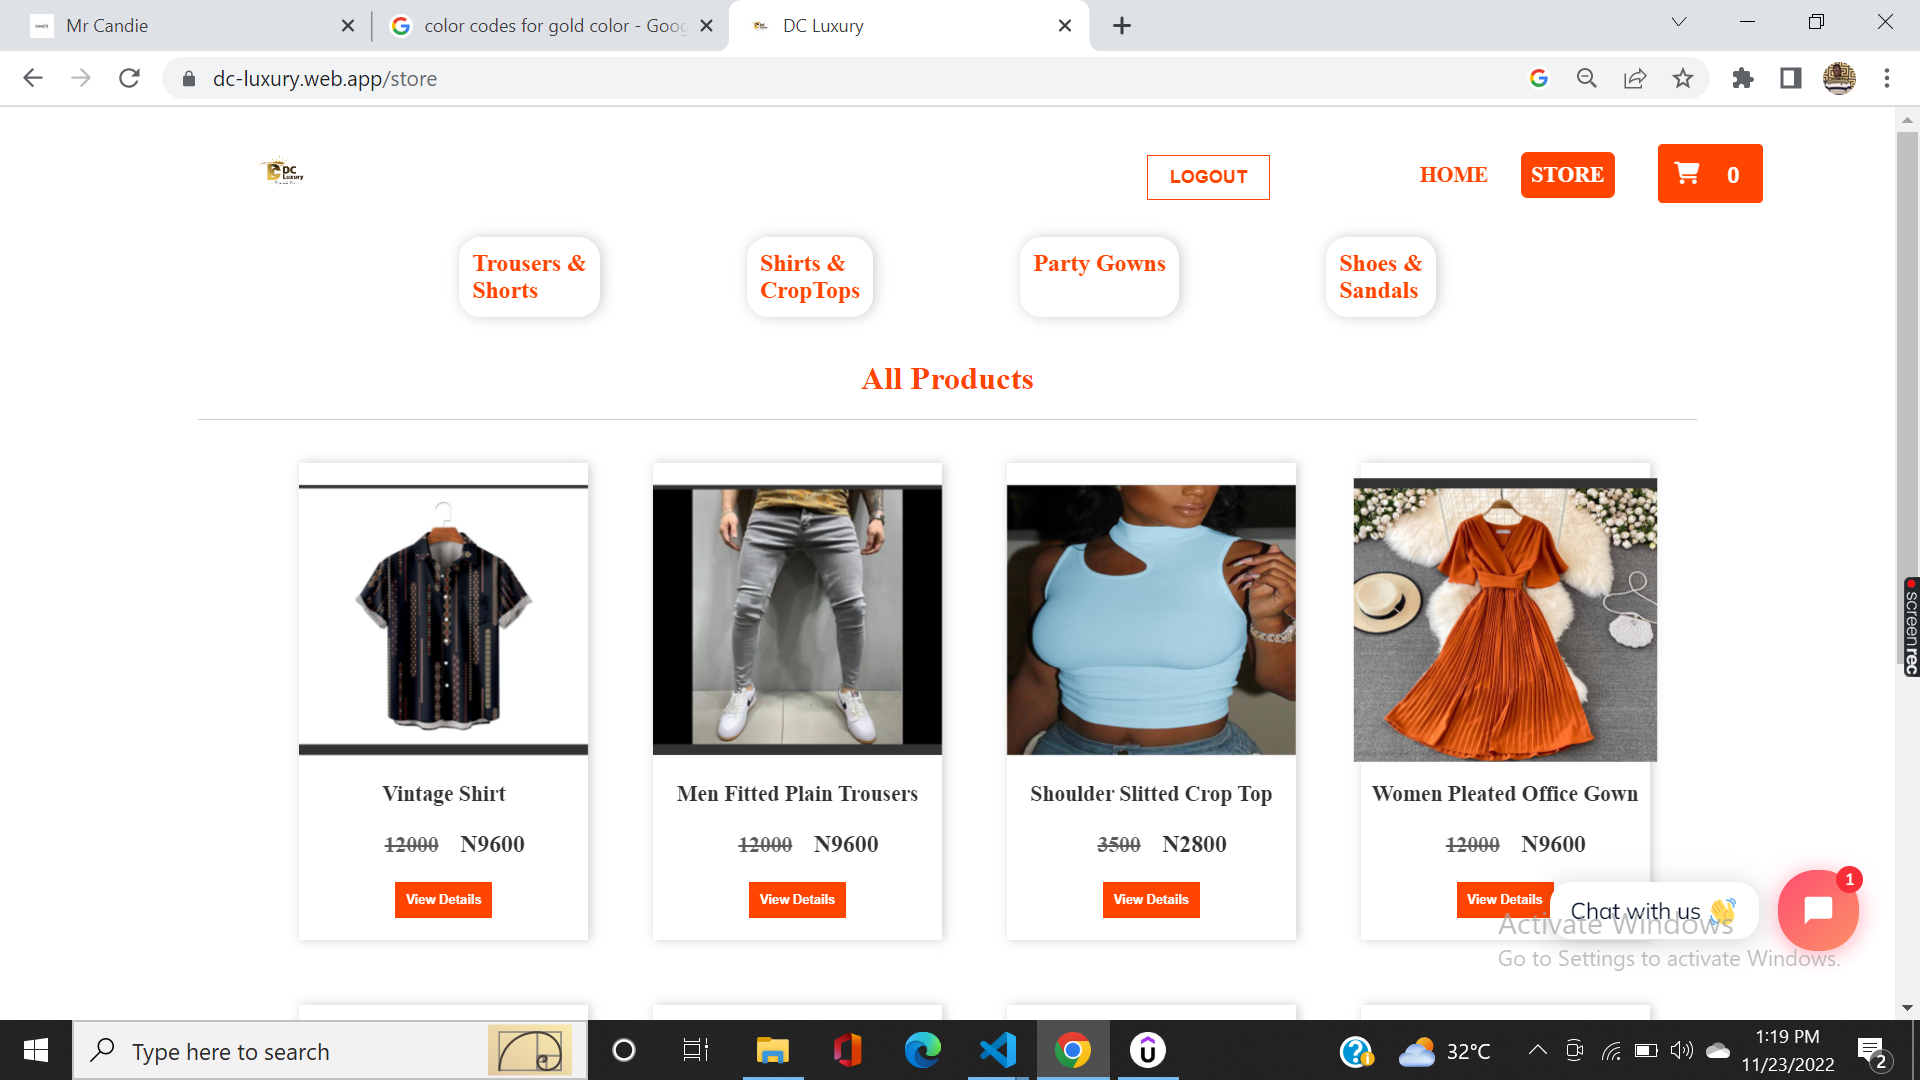 Mr Candie
color codes for gold color - Goog
DC Luxury
dc-luxury.web.app/store
DC
Luxury
LOGOUT
HOME
STORE
0
Trousers &
Shorts
Shirts &
CropTops
Party Gowns
Shoes &
Sandals
All Products
Vintage Shirt
12000 N9600
View Details
Men Fitted Plain Trousers
12000 N9600
View Details
Shoulder Slitted Crop Top
3500 N2800
View Details
Women Pleated Office Gown
12000 N9600
View Details
Chat with us 👋
1
Activate Windows
Go to Settings to activate Windows.
screenrec
Type here to search
32°C
1:19 PM
11/23/2022
2